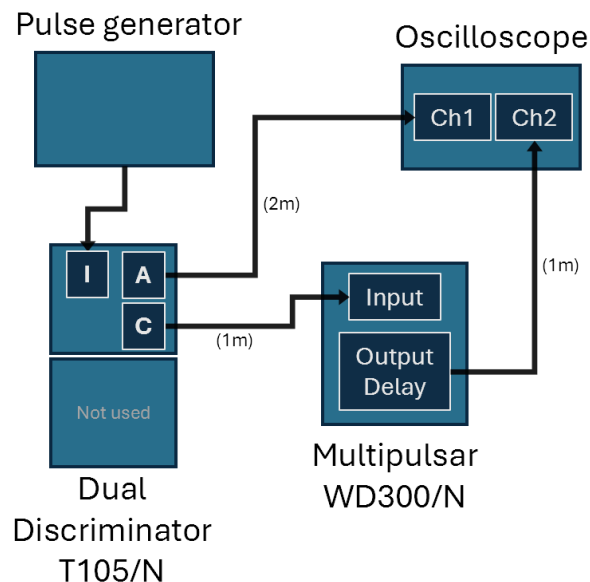 Pulse generator
Oscilloscope
Ch1
Ch2
(2m)
I
A
C
(1m)
(1m)
Input
Output
Delay
Not used
Multipulsar
WD300/N
Dual
Discriminator
T105/N